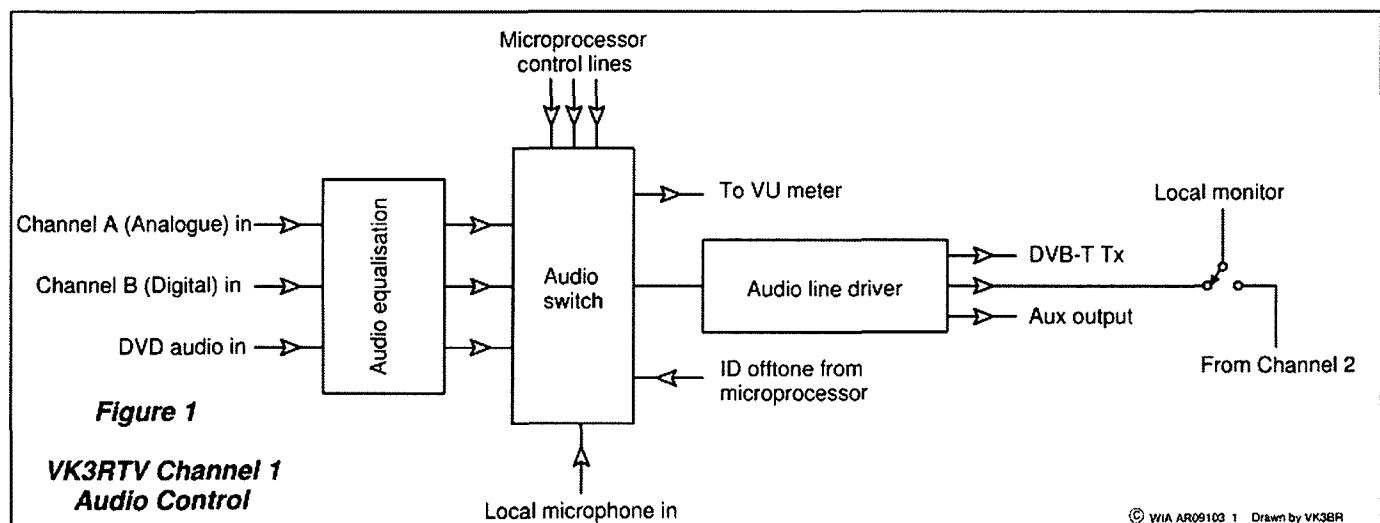 Microprocessor
control lines
To VU meter
Local monitor
Channel A (Analogue) in
Channel B (Digital) in
DVD audio in
Audio equalisation
Audio
switch
Audio line driver
DVB-T Tx
Aux output
From Channel 2
ID offtone from
microprocessor
Local microphone in
Figure 1
VK3RTV Channel 1
Audio Control
© WIA AR09103_1 Drawn by VK3BR